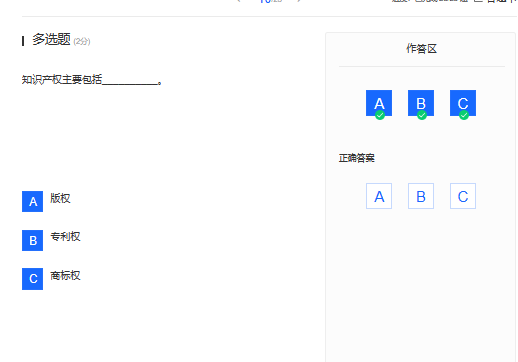 多选题 (2分)
知识产权主要包括____________。
A 版权
B 专利权
C 商标权
作答区
A B C
正确答案
A B C